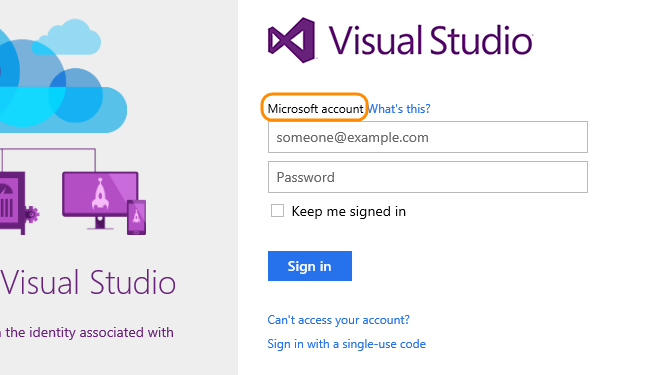 Visual Studio
Microsoft account What's this?
someone@example.com
Password
Keep me signed in
Sign in
Can't access your account?
Sign in with a single-use code
Visual Studio
the identity associated with